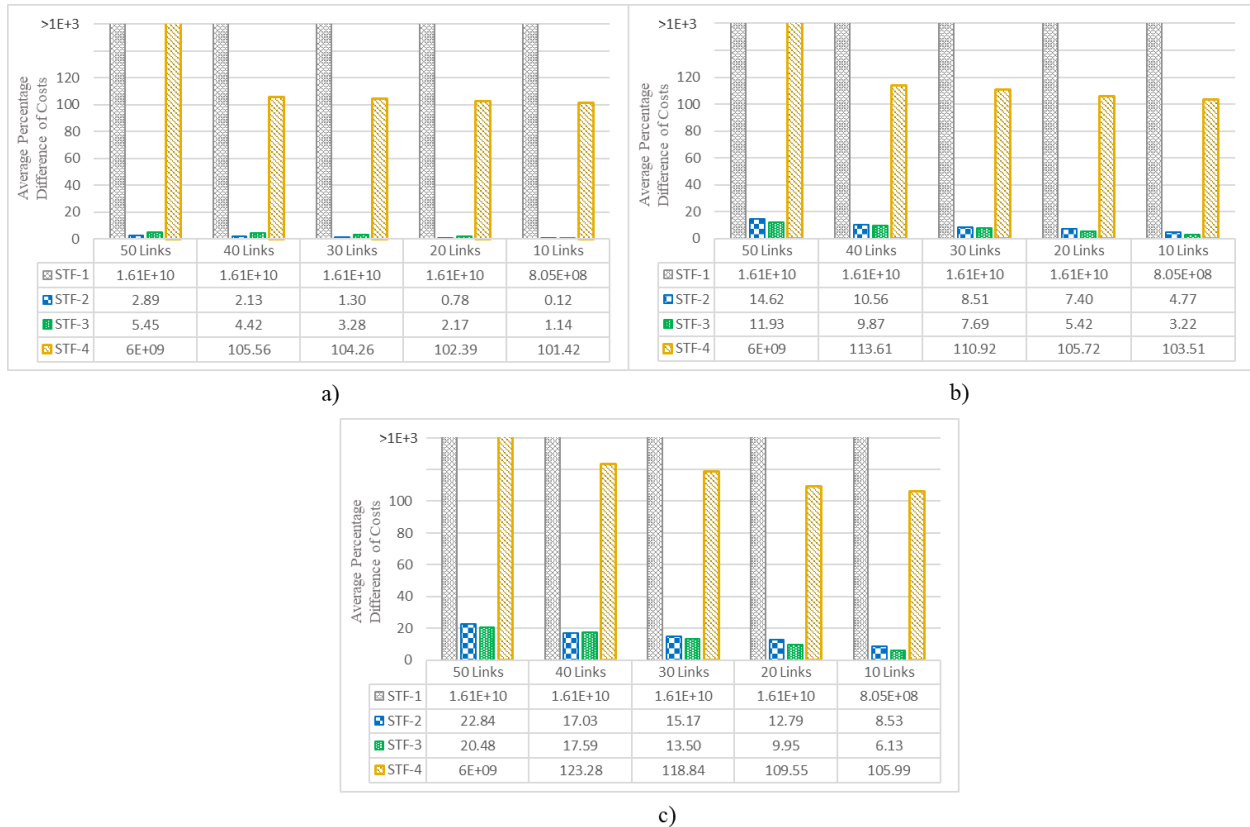 >1E+3
120
100
80
60
40
20
0
Average Percentage
Difference of Costs
50 Links 40 Links 30 Links 20 Links 10 Links
STF-1 1.61E+10 1.61E+10 1.61E+10 1.61E+10 8.05E+08
STF-2 2.89 2.13 1.30 0.78 0.12
STF-3 5.45 4.42 3.28 2.17 1.14
STF-4 6E+09 105.56 104.26 102.39 101.42
a)
>1E+3
120
100
80
60
40
20
0
Average Percentage
Difference of Costs
50 Links 40 Links 30 Links 20 Links 10 Links
STF-1 1.61E+10 1.61E+10 1.61E+10 1.61E+10 8.05E+08
STF-2 14.62 10.56 8.51 7.40 4.77
STF-3 11.93 9.87 7.69 5.42 3.22
STF-4 6E+09 113.61 110.92 105.72 103.51
b)
>1E+3
100
80
60
40
20
0
Average Percentage
Difference of Costs
50 Links 40 Links 30 Links 20 Links 10 Links
STF-1 1.61E+10 1.61E+10 1.61E+10 1.61E+10 8.05E+08
STF-2 22.84 17.03 15.17 12.79 8.53
STF-3 20.48 17.59 13.50 9.95 6.13
STF-4 6E+09 123.28 118.84 109.55 105.99
c)